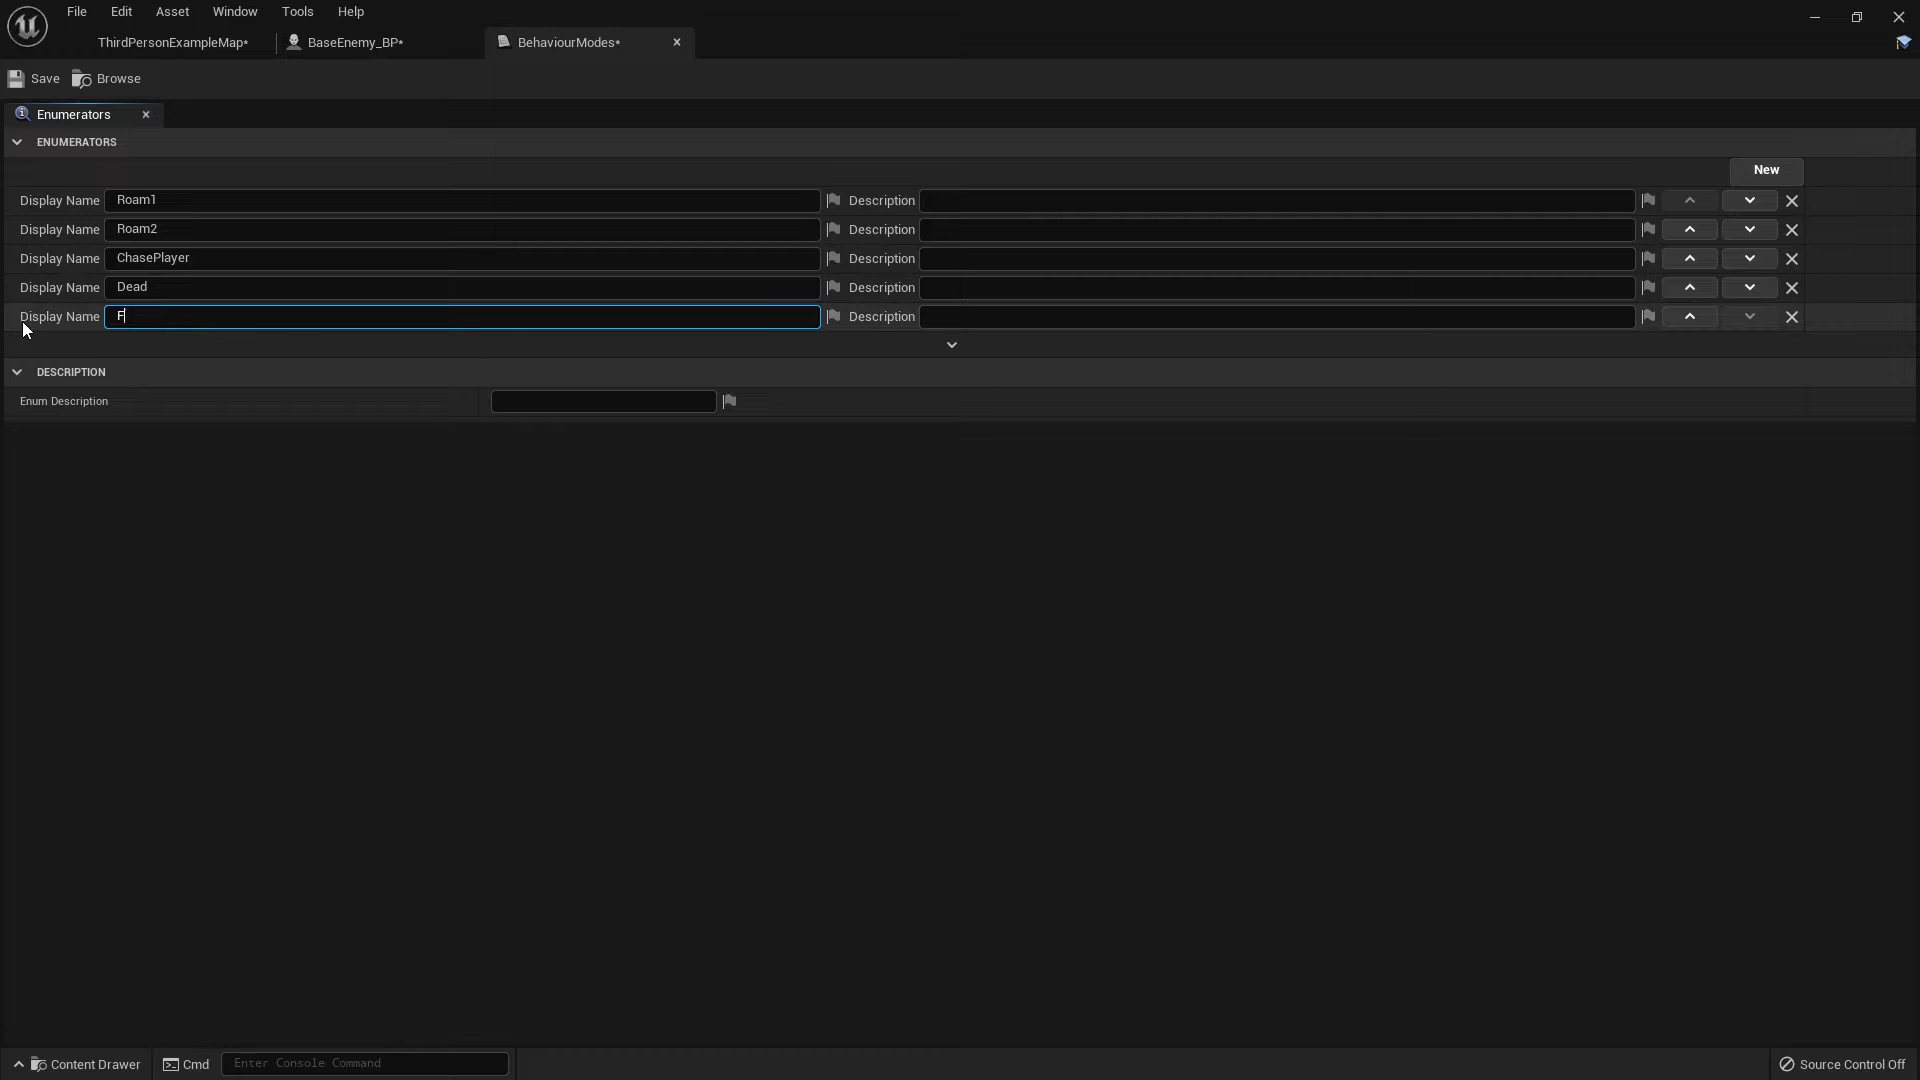 File Edit Asset Window Tools Help
ThirdPersonExampleMap* BaseEnemy_BP* BehaviourModes*
Save Browse
Enumerators
ENUMERATORS
New
Display Name Roam1 Description
Display Name Roam2 Description
Display Name ChasePlayer Description
Display Name Dead Description
Display Name F Description
DESCRIPTION
Enum Description
Content Drawer Cmd Enter Console Command Source Control Off